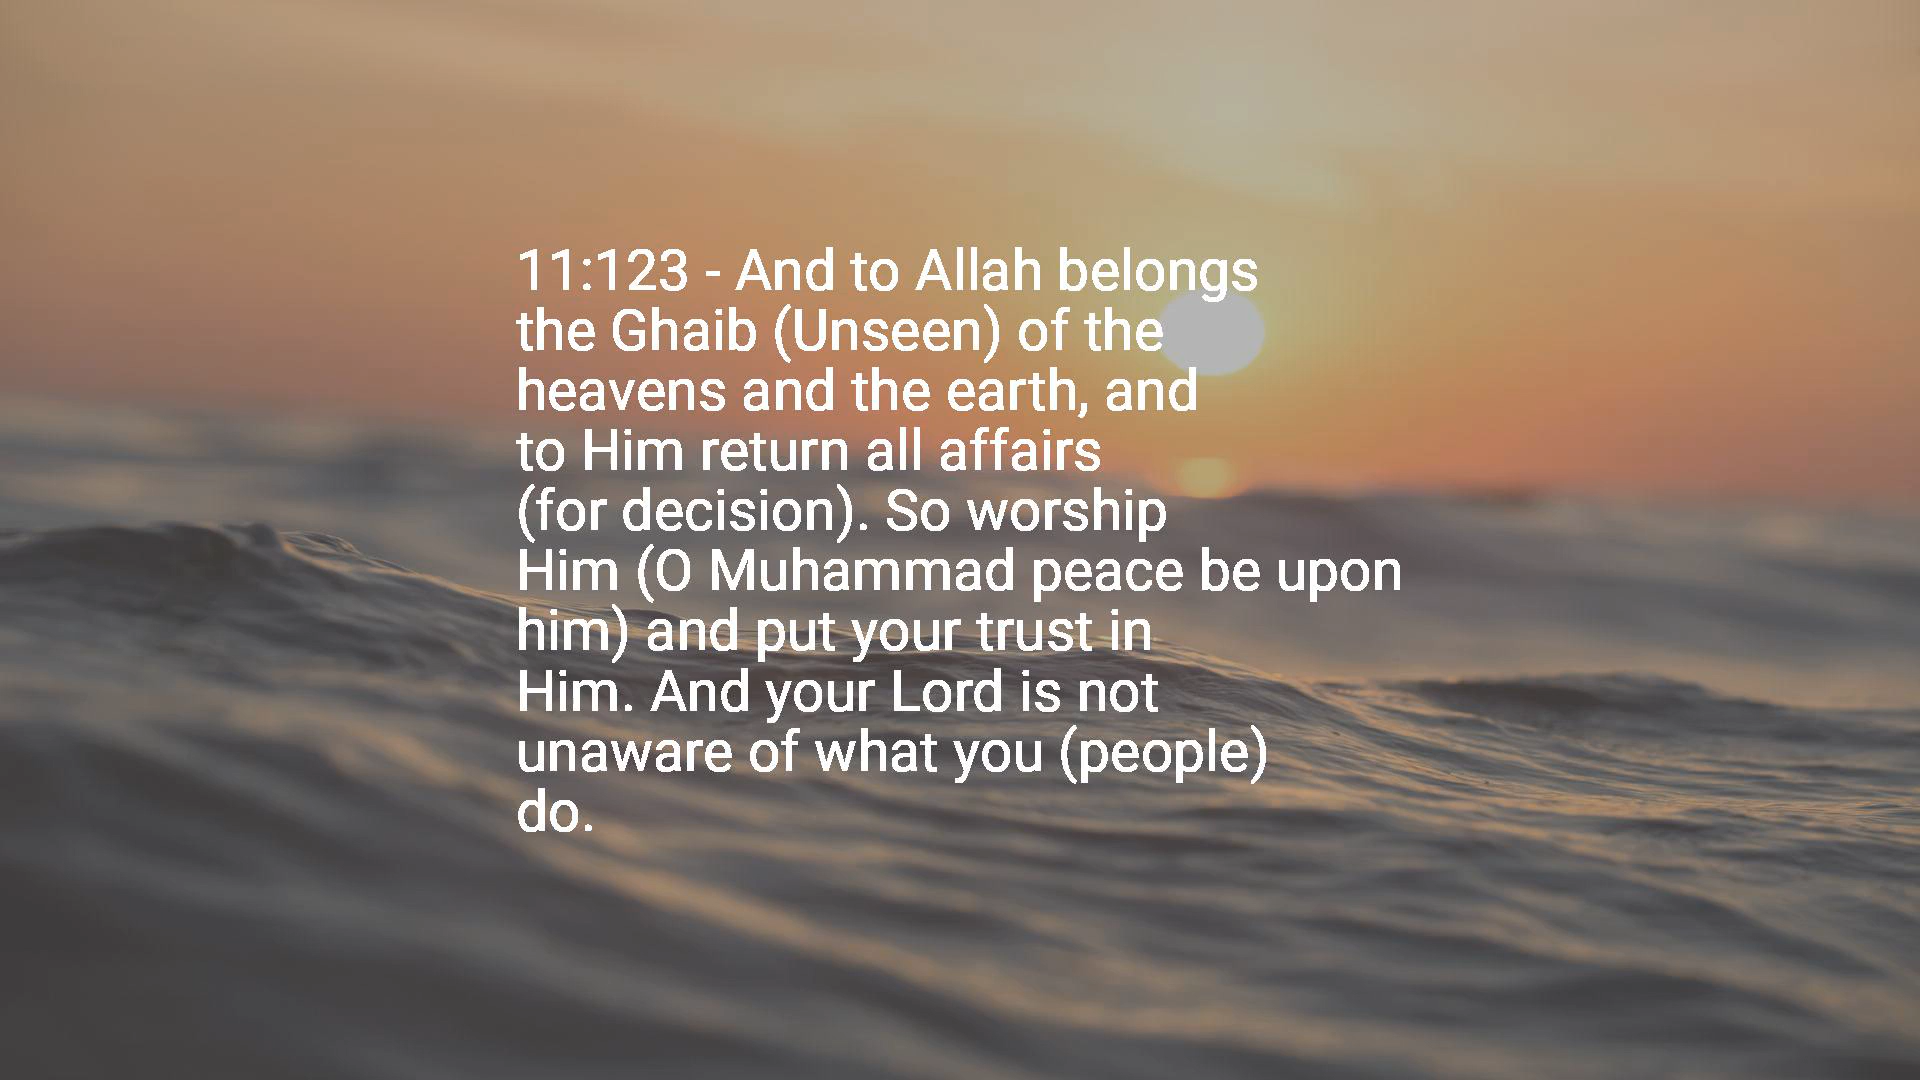 11:123 - And to Allah belongs
the Ghaib (Unseen) of the
heavens and the earth, and
to Him return all affairs
(for decision). So worship
Him (O Muhammad peace be upon
him) and put your trust in
Him. And your Lord is not
unaware of what you (people)
do.